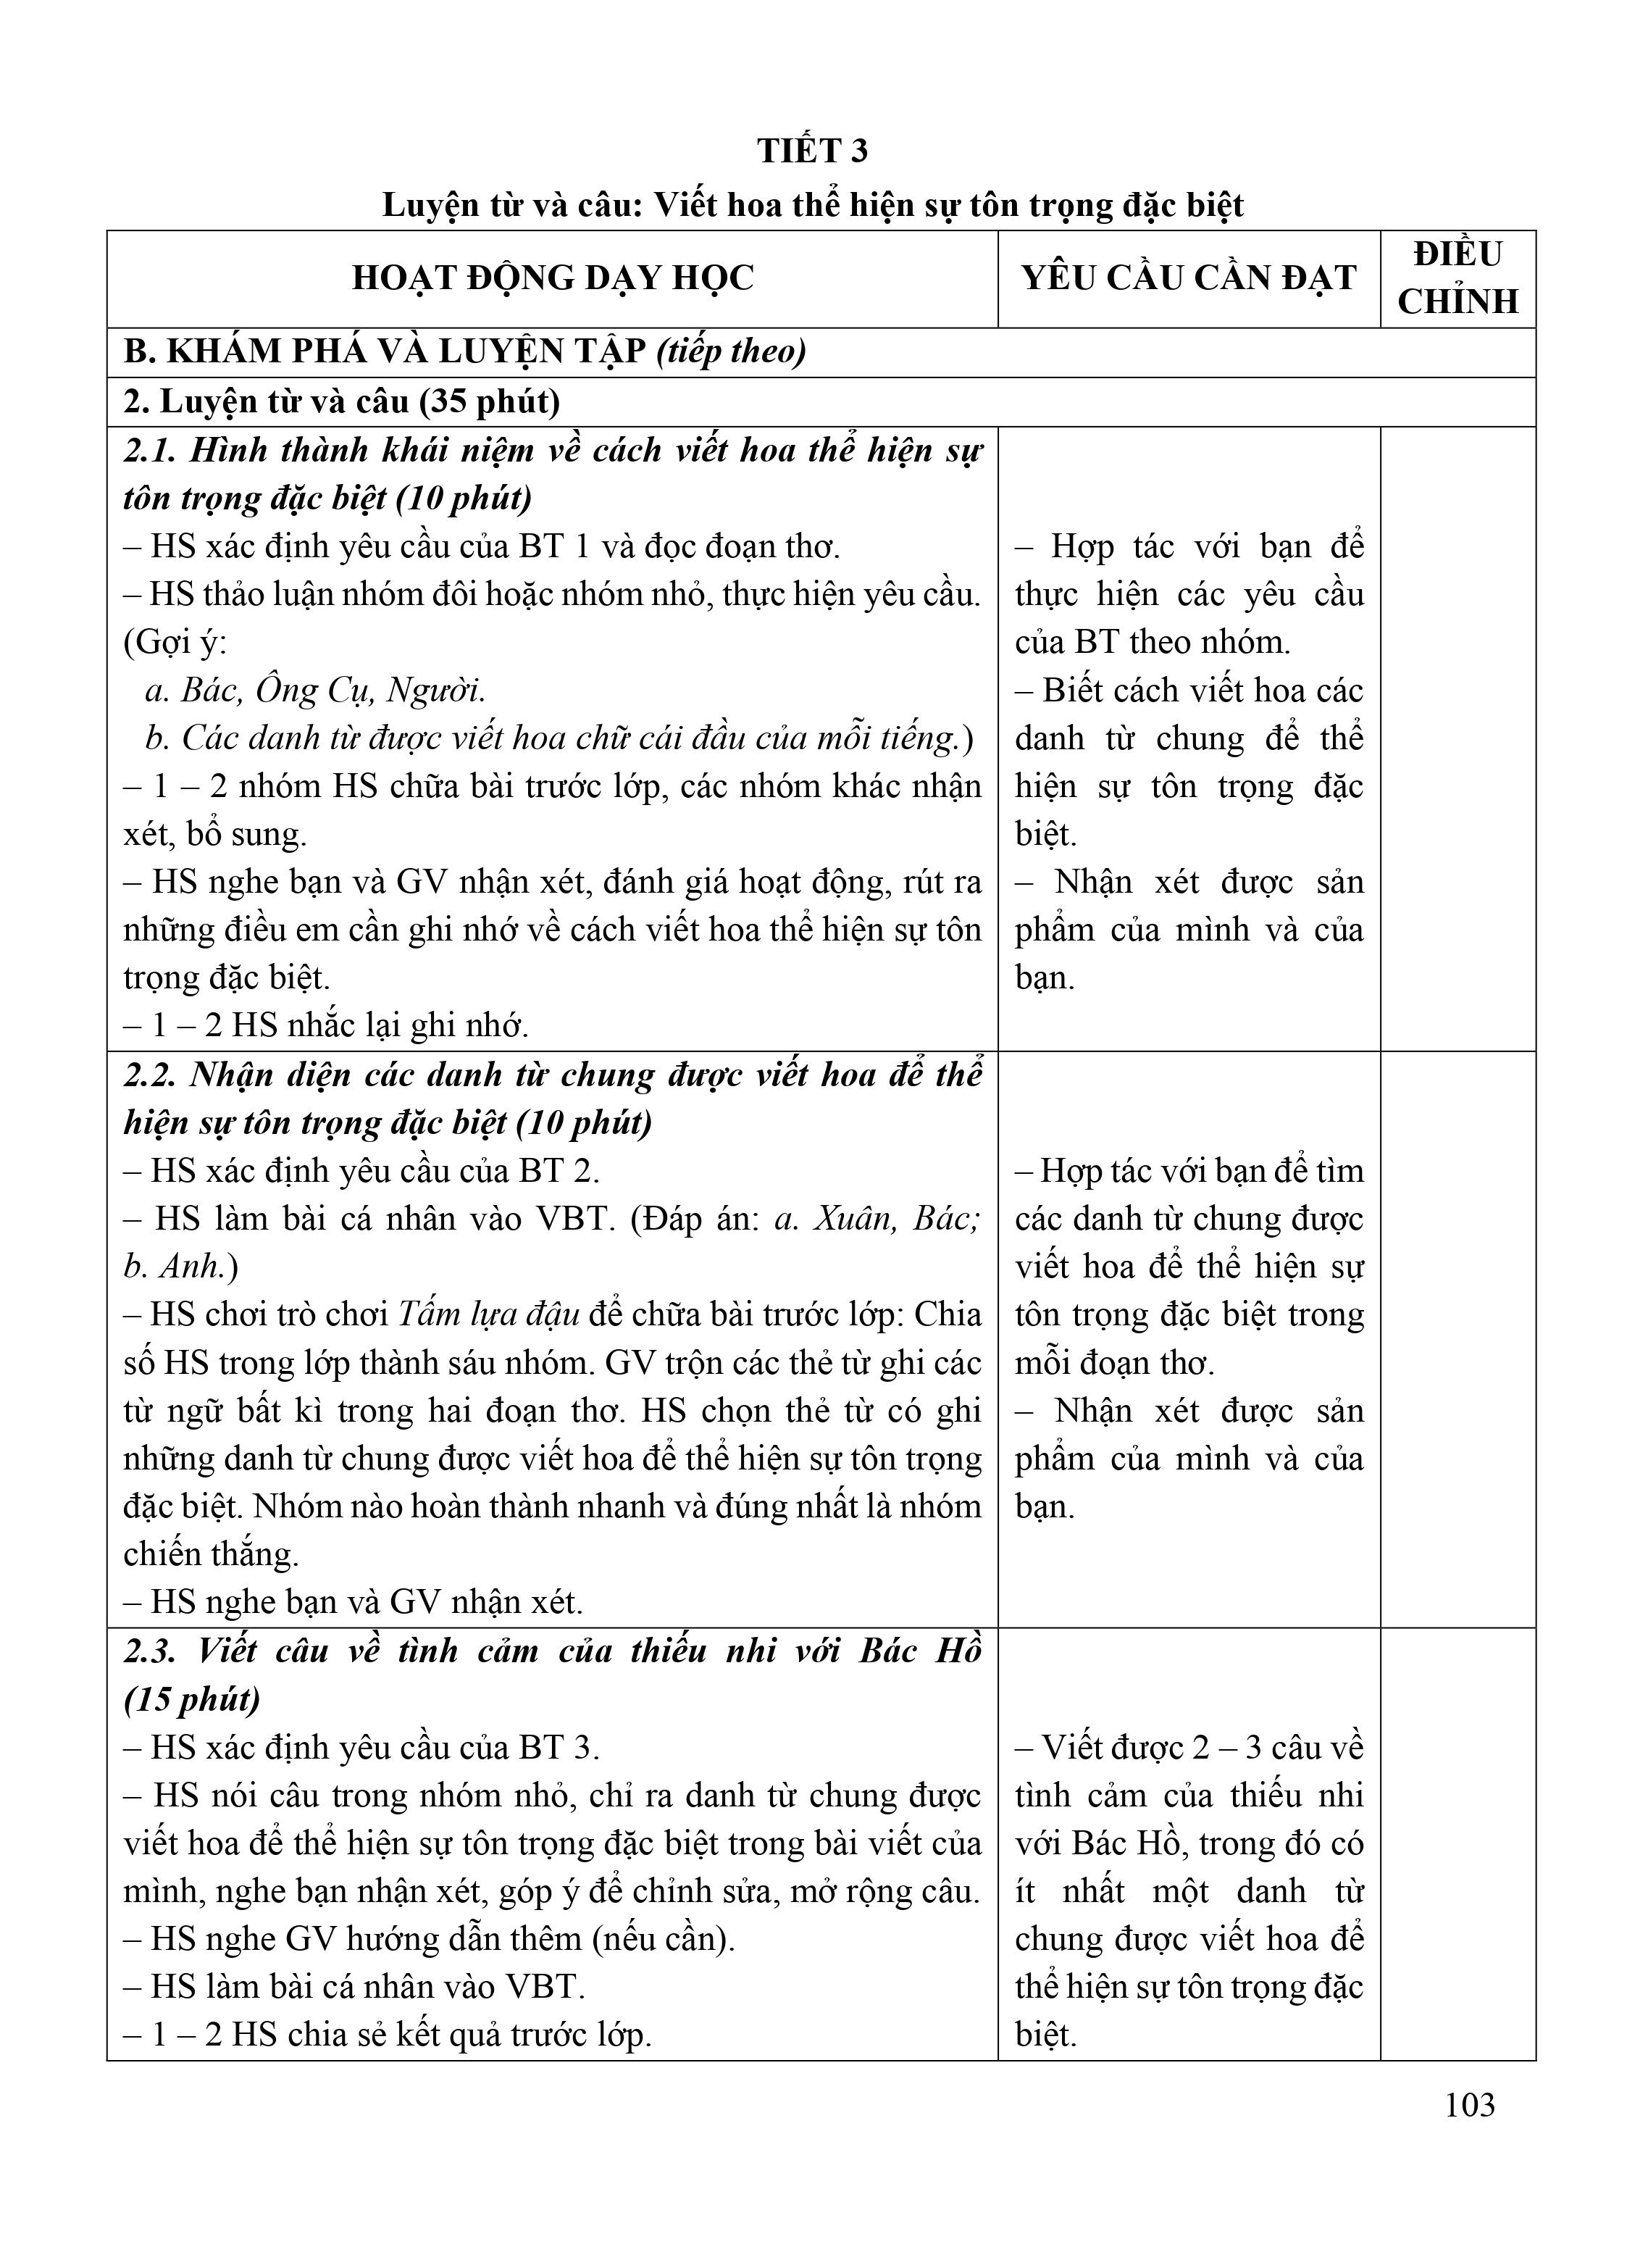 TIẾT 3
Luyện từ và câu: Viết hoa thể hiện sự tôn trọng đặc biệt
HOẠT ĐỘNG DẠY HỌC
YÊU CẦU CẦN ĐẠT
ĐIỀU
CHỈNH
B. KHÁM PHÁ VÀ LUYỆN TẬP (tiếp theo)
2. Luyện từ và câu (35 phút)
2.1. Hình thành khái niệm về cách viết hoa thể hiện sự
tôn trọng đặc biệt (10 phút)
– HS xác định yêu cầu của BT 1 và đọc đoạn thơ.
– HS thảo luận nhóm đôi hoặc nhóm nhỏ, thực hiện yêu cầu.
(Gợi ý:
a. Bác, Ông Cụ, Người.
b. Các danh từ được viết hoa chữ cái đầu của mỗi tiếng.)
– 1 – 2 nhóm HS chữa bài trước lớp, các nhóm khác nhận
xét, bổ sung.
– HS nghe bạn và GV nhận xét, đánh giá hoạt động, rút ra
những điều em cần ghi nhớ về cách viết hoa thể hiện sự tôn
trọng đặc biệt.
– 1 – 2 HS nhắc lại ghi nhớ.
– Hợp tác với bạn để
thực hiện các yêu cầu
của BT theo nhóm.
– Biết cách viết hoa các
danh từ chung để thể
hiện sự tôn trọng đặc
biệt.
– Nhận xét được sản
phẩm của mình và của
bạn.
2.2. Nhận diện các danh từ chung được viết hoa để thể
hiện sự tôn trọng đặc biệt (10 phút)
– HS xác định yêu cầu của BT 2.
– HS làm bài cá nhân vào VBT. (Đáp án: a. Xuân, Bác;
b. Anh.)
– HS chơi trò chơi Tấm lựa đậu để chữa bài trước lớp: Chia
số HS trong lớp thành sáu nhóm. GV trộn các thẻ từ ghi các
từ ngữ bất kì trong hai đoạn thơ. HS chọn thẻ từ có ghi
những danh từ chung được viết hoa để thể hiện sự tôn trọng
đặc biệt. Nhóm nào hoàn thành nhanh và đúng nhất là nhóm
chiến thắng.
– HS nghe bạn và GV nhận xét.
– Hợp tác với bạn để tìm
các danh từ chung được
viết hoa để thể hiện sự
tôn trọng đặc biệt trong
mỗi đoạn thơ.
– Nhận xét được sản
phẩm của mình và của
bạn.
2.3. Viết câu về tình cảm của thiếu nhi với Bác Hồ
(15 phút)
– HS xác định yêu cầu của BT 3.
– HS nói câu trong nhóm nhỏ, chỉ ra danh từ chung được
viết hoa để thể hiện sự tôn trọng đặc biệt trong bài viết của
mình, nghe bạn nhận xét, góp ý để chỉnh sửa, mở rộng câu.
– HS nghe GV hướng dẫn thêm (nếu cần).
– HS làm bài cá nhân vào VBT.
– 1 – 2 HS chia sẻ kết quả trước lớp.
– Viết được 2 – 3 câu về
tình cảm của thiếu nhi
với Bác Hồ, trong đó có
ít nhất một danh từ
chung được viết hoa để
thể hiện sự tôn trọng đặc
biệt.
103